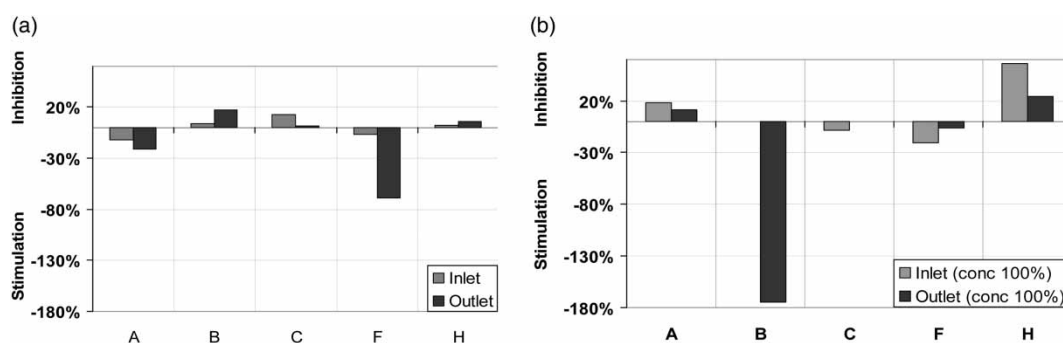 (a)
Inhibition
Stimulation
20%
-30%
-80%
-130%
-180%
Inlet
Outlet
A B C F H
(b)
Inhibition
Stimulation
20%
-30%
-80%
-130%
-180%
Inlet (conc 100%)
Outlet (conc 100%)
A B C F H